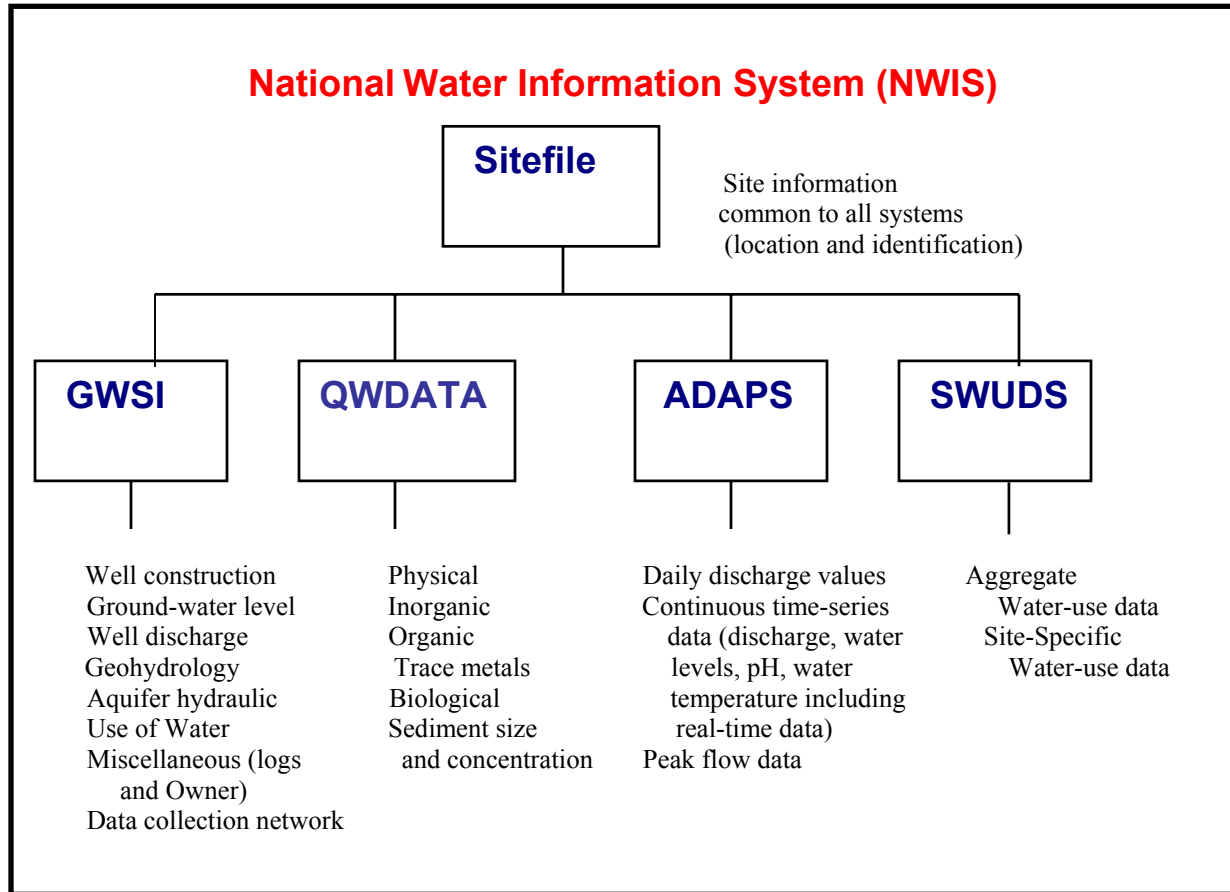 National Water Information System (NWIS)
Sitefile
Site information
common to all systems
(location and identification)
GWSI
QWDATA
ADAPS
SWUDS
Well construction
Ground-water level
Well discharge
Geohydrology
Aquifer hydraulic
Use of Water
Miscellaneous (logs
and Owner)
Data collection network
Physical
Inorganic
Organic
Trace metals
Biological
Sediment size
and concentration
Daily discharge values
Continuous time-series
data (discharge, water
levels, pH, water
temperature including
real-time data)
Peak flow data
Aggregate
Water-use data
Site-Specific
Water-use data